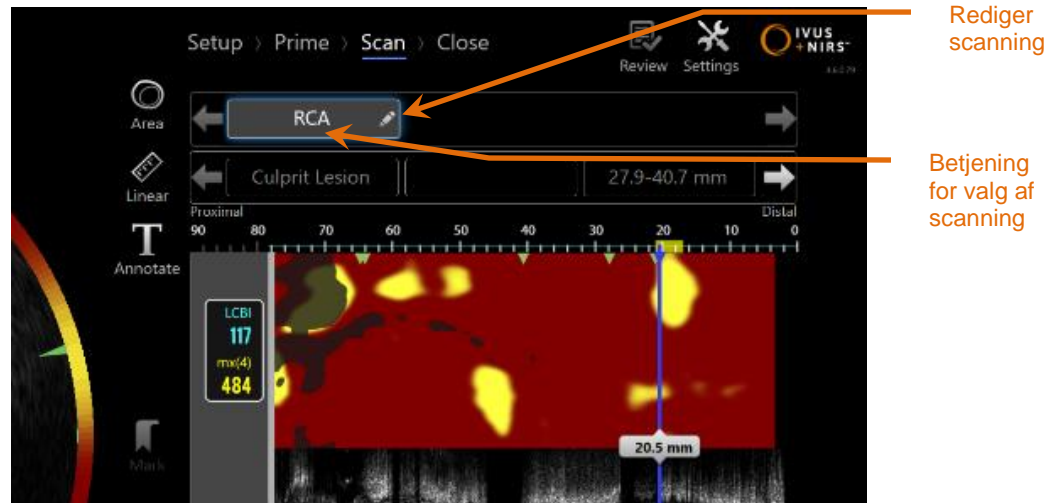 Rediger
scanning
Setup > Prime > Scan > Close
Review
Settings
IVUS
+NIRS
Area
RCA
Betjening
for valg af
scanning
Linear
Culprit Lesion
27.9-40.7 mm
Proximal
Distal
90 80 70 60 50 40 30 20 10 0
Annotate
LCBI
117
mx(4)
484
20.5 mm
Mark